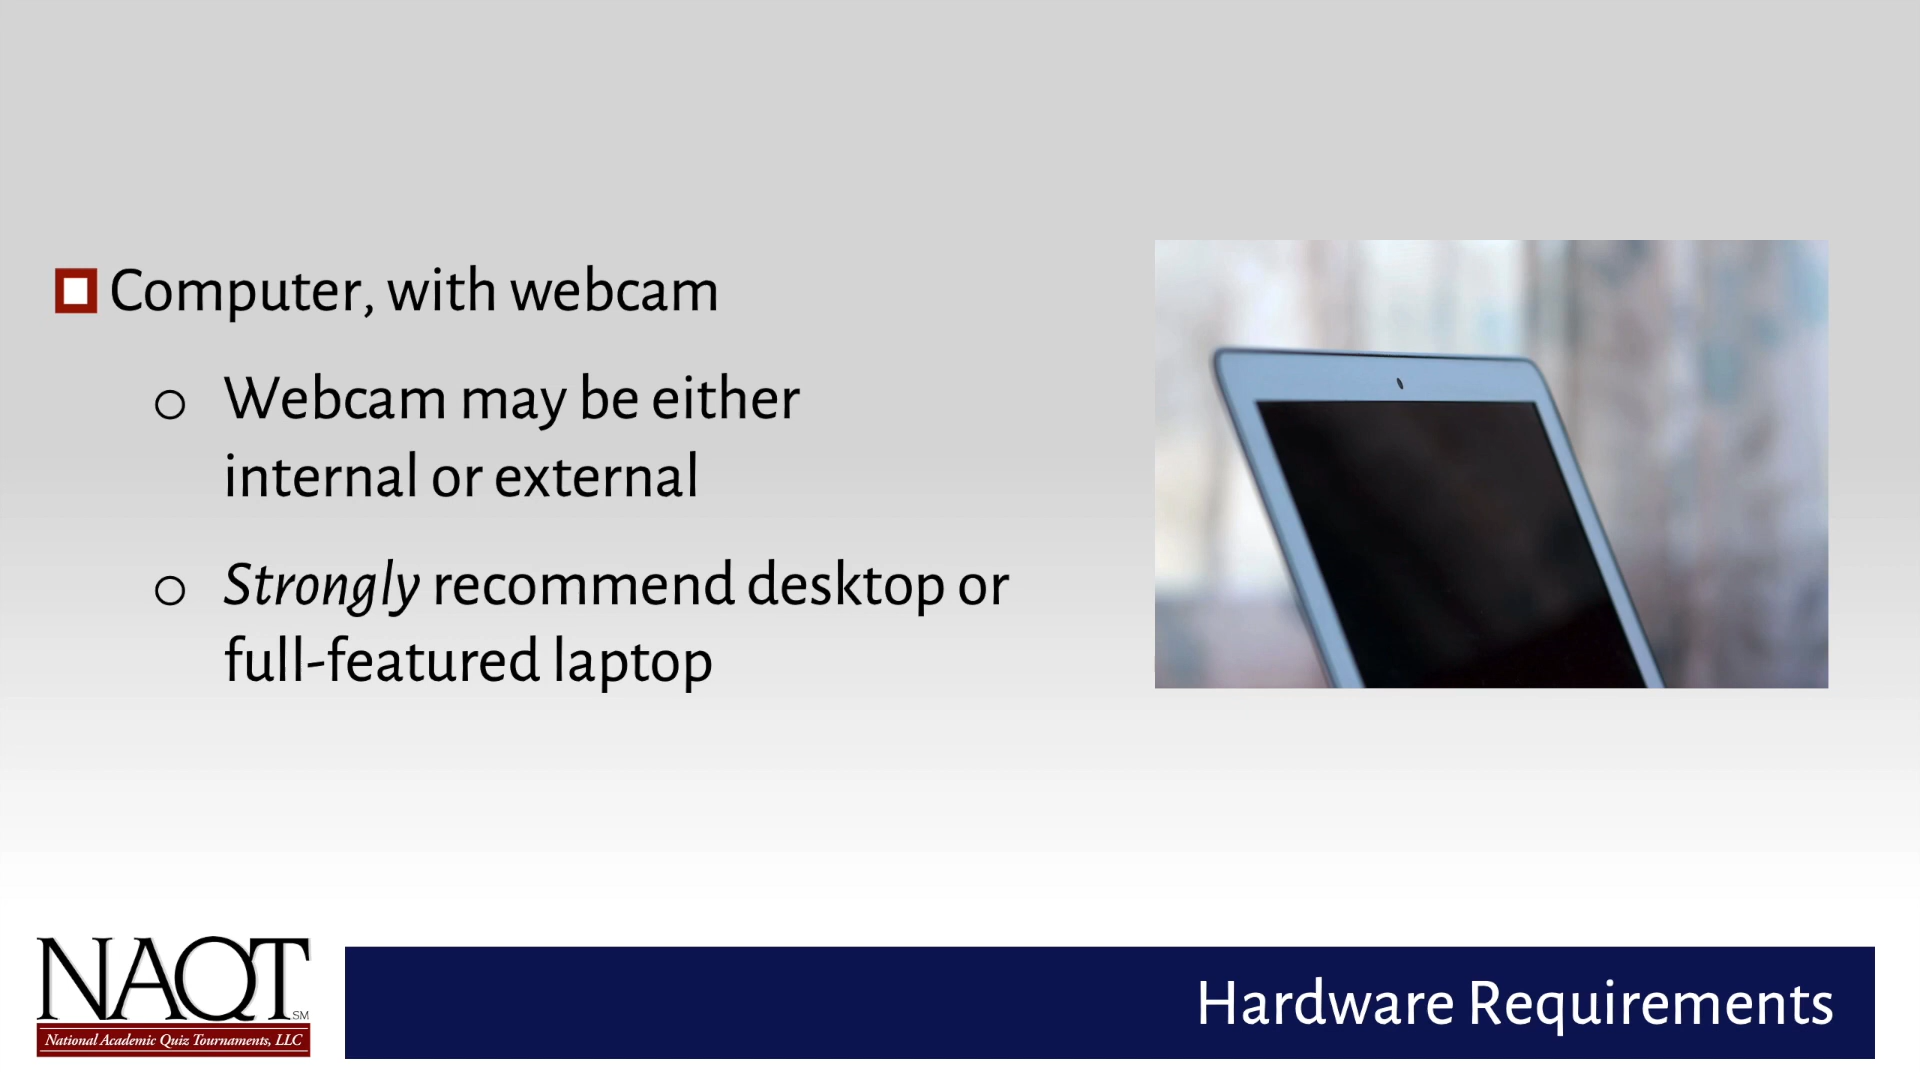 Computer, with webcam
Webcam may be either
internal or external
Strongly recommend desktop or
full-featured laptop
NAQT SM
National Academic Quiz Tournaments, LLC
Hardware Requirements